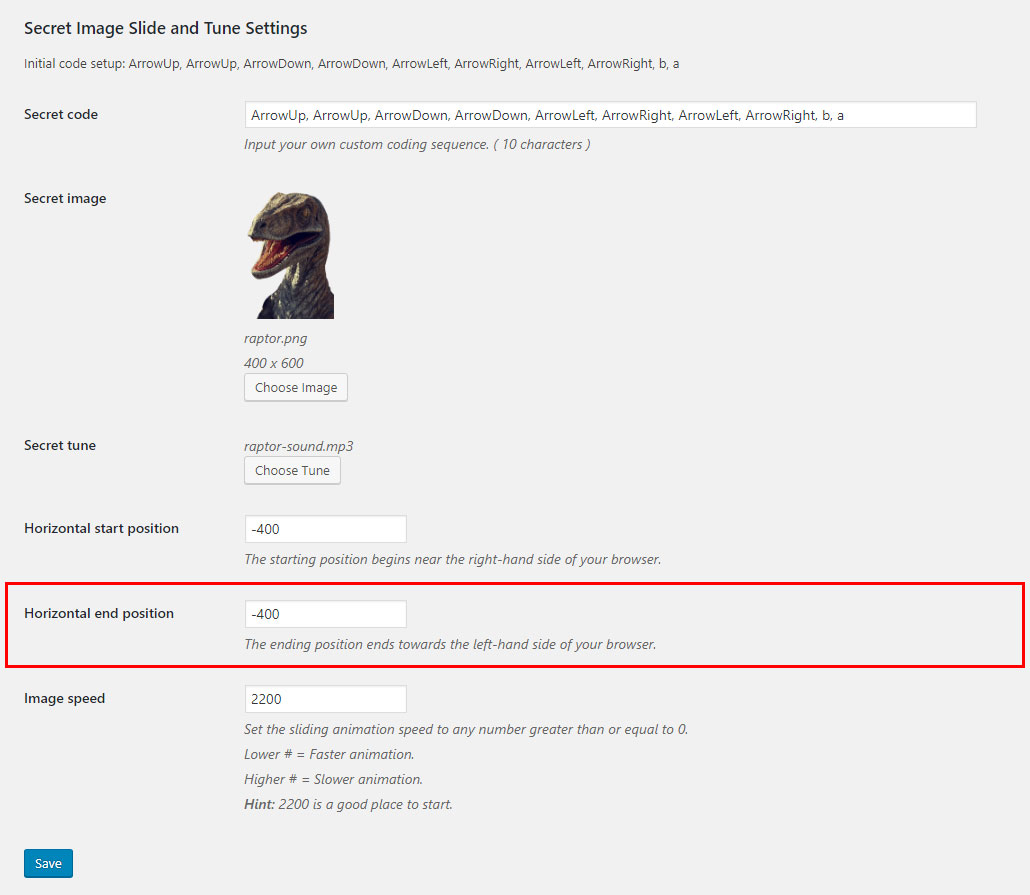 Secret Image Slide and Tune Settings
Initial code setup: ArrowUp, ArrowUp, ArrowDown, ArrowDown, ArrowLeft, ArrowRight, ArrowLeft, ArrowRight, b, a
Secret code
ArrowUp, ArrowUp, ArrowDown, ArrowDown, ArrowLeft, ArrowRight, ArrowLeft, ArrowRight, b, a
Input your own custom coding sequence. ( 10 characters )
Secret image
raptor.png
400 x 600
Choose Image
Secret tune
raptor-sound.mp3
Choose Tune
Horizontal start position
-400
The starting position begins near the right-hand side of your browser.
Horizontal end position
-400
The ending position ends towards the left-hand side of your browser.
Image speed
2200
Set the sliding animation speed to any number greater than or equal to 0.
Lower # = Faster animation.
Higher # = Slower animation.
Hint: 2200 is a good place to start.
Save